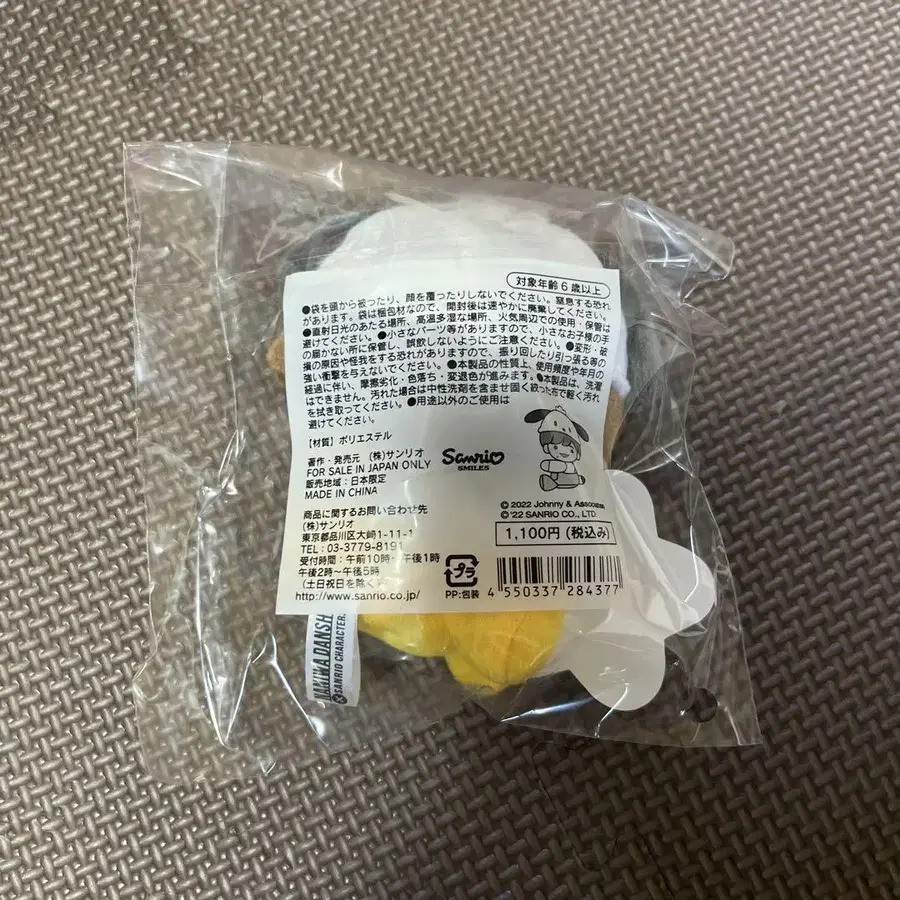 対象年齢6歳以上
●袋を頭から被ったり、顔を覆ったりしないでください。窒息する恐れ
があります。袋は梱包材なので、開封後は速やかに廃棄してください。
●直射日光のあたる場所、高温多湿な場所、火気周辺での使用・保管は
避けてください。●小さなパーツ等がありますので、小さなお子様の手
の届かない所に保管し、誤飲しないようにご注意ください。●変形・破
損の原因や怪我をする恐れがありますので、振り回したり引っ張る等の
強い衝撃を与えないでください。●本製品の性質上、使用頻度や年月の
経過に伴い、摩擦劣化・色落ち・変退色が進みます。●本製品は、洗濯
はできません。汚れた場合は中性洗剤を含ませ固く絞った布で軽く汚れ
を拭き取ってください。●用途以外のご使用は
避けてください。
【材質】ポリエステル
著作・発売元 (株)サンリオ
FOR SALE IN JAPAN ONLY
販売地域:日本限定
MADE IN CHINA
Sanrio
SMILES
商品に関するお問い合わせ先
(株)サンリオ
東京都品川区大崎1-11-1
TEL:03-3779-8191
受付時間:午前10時~午後1時
午後2時~午後5時
(土日祝日を除く)
http://www.sanrio.co.jp/
© 2022 Johnny & Associates
© '22 SANRIO CO., LTD.
1,100円(税込み)
プラ
PP:包装
4 550337 284377
NANIWA DANSHI
SANRIO CHARACTERS